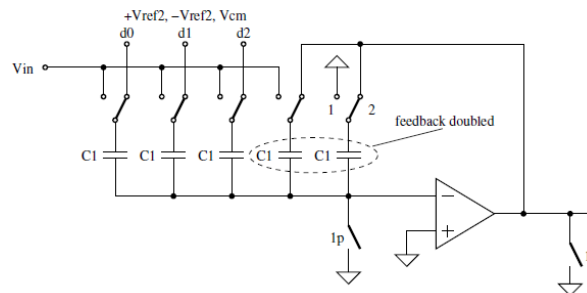 +Vref2, −Vref2, Vcm
d0 d1 d2
Vin
1 2
feedback doubled
C1 C1 C1 C1 C1
1p
− 
+